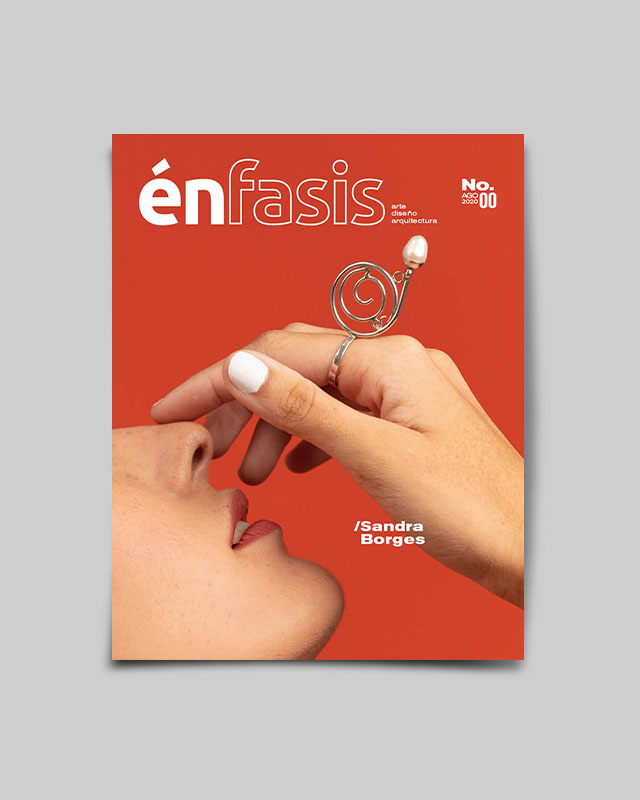 énfasis
arte
diseño
arquitectura
No.
AGO
2020
00
/Sandra
Borges